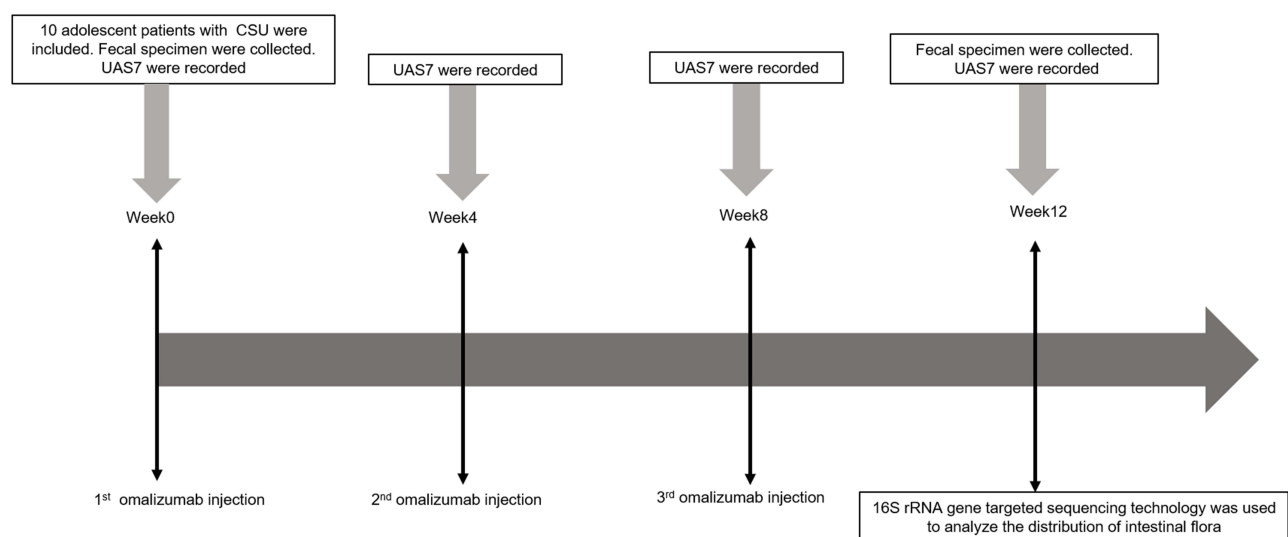 10 adolescent patients with CSU were
included. Fecal specimen were collected.
UAS7 were recorded
UAS7 were recorded
UAS7 were recorded
Fecal specimen were collected.
UAS7 were recorded
Week0
Week4
Week8
Week12
1st omalizumab injection
2nd omalizumab injection
3rd omalizumab injection
16S rRNA gene targeted sequencing technology was used
to analyze the distribution of intestinal flora